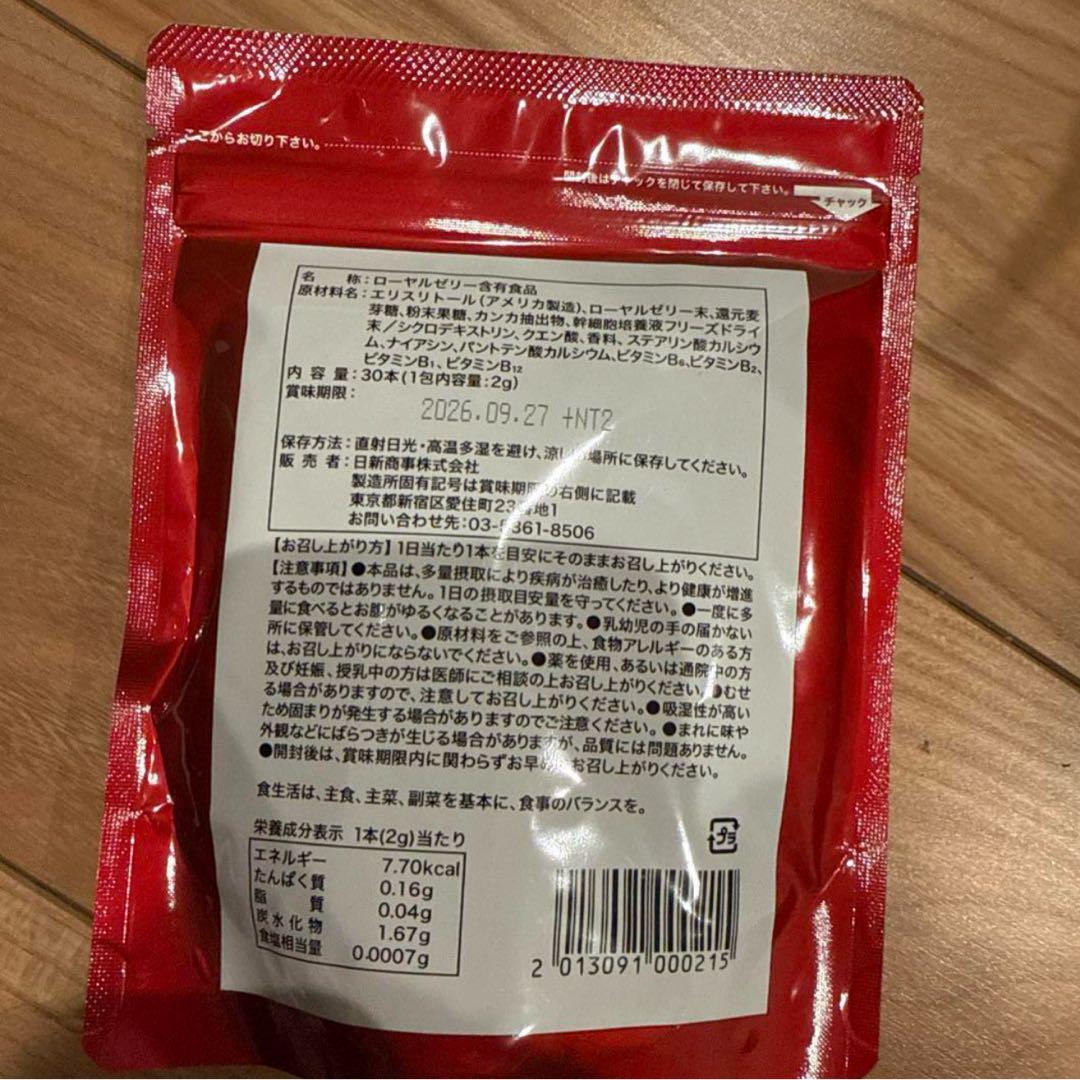 ここからお切り下さい。
開封後はチャックを閉じて保存して下さい。
チャック
名　称：ローヤルゼリー含有食品
原材料名：エリスリトール(アメリカ製造)、ローヤルゼリー末、還元麦
芽糖、粉末果糖、カンカ抽出物、幹細胞培養液フリーズドライ
末／シクロデキストリン、クエン酸、香料、ステアリン酸カルシウ
ム、ナイアシン、パントテン酸カルシウム、ビタミンB₆、ビタミンB₂、
ビタミンB₁、ビタミンB₁₂
内 容 量：30本(1包内容量:2g)
賞味期限：
2026.09.27 +NT2
保存方法：直射日光・高温多湿を避け、涼しい場所に保存してください。
販 売 者：日新商事株式会社
製造所固有記号は賞味期限の右側に記載
東京都新宿区愛住町23番地1
お問い合わせ先：03-5361-8506
【お召し上がり方】1日当たり1本を目安にそのままお召し上がりください。
【注意事項】●本品は、多量摂取により疾病が治癒したり、より健康が増進
するものではありません。1日の摂取目安量を守ってください。●一度に多
量に食べるとお腹がゆるくなることがあります。●乳幼児の手の届かない
所に保管してください。●原材料をご参照の上、食物アレルギーのある方
は、お召し上がりにならないでください。●薬を使用、あるいは通院中の方
及び妊娠、授乳中の方は医師にご相談の上お召し上がりください。●むせ
る場合がありますので、注意してお召し上がりください。●吸湿性が高い
ため固まりが発生する場合がありますのでご注意ください。●まれに味や
外観などにばらつきが生じる場合がありますが、品質には問題ありません。
●開封後は、賞味期限内に関わらずお早めにお召し上がりください。
食生活は、主食、主菜、副菜を基本に、食事のバランスを。
栄養成分表示 1本(2g)当たり
エネルギー 7.70kcal
たんぱく質 0.16g
脂　質 0.04g
炭水化物 1.67g
食塩相当量 0.0007g
プラ
2 013091 000215